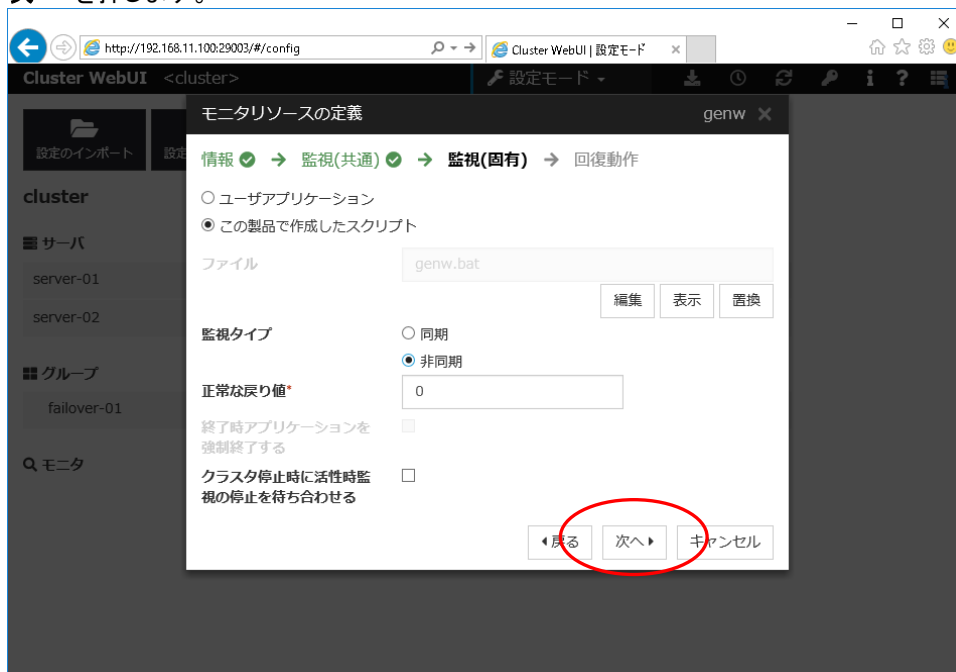 を押します。
http://192.168.11.100:29003/#/config
Cluster WebUI | 設定モード
Cluster WebUI <cluster>
設定モード
i ?
モニタリソースの定義 genw
設定のインポート
情報 → 監視(共通) → 監視(固有) → 回復動作
cluster
ユーザアプリケーション
この製品で作成したスクリプト
サーバ
ファイル genw.bat
server-01
編集 表示 置換
server-02
監視タイプ 同期
非同期
グループ
正常な戻り値* 0
failover-01
終了時アプリケーションを
強制終了する
モニタ
クラスタ停止時に活性時監
視の停止を待ち合わせる
戻る 次へ キャンセル